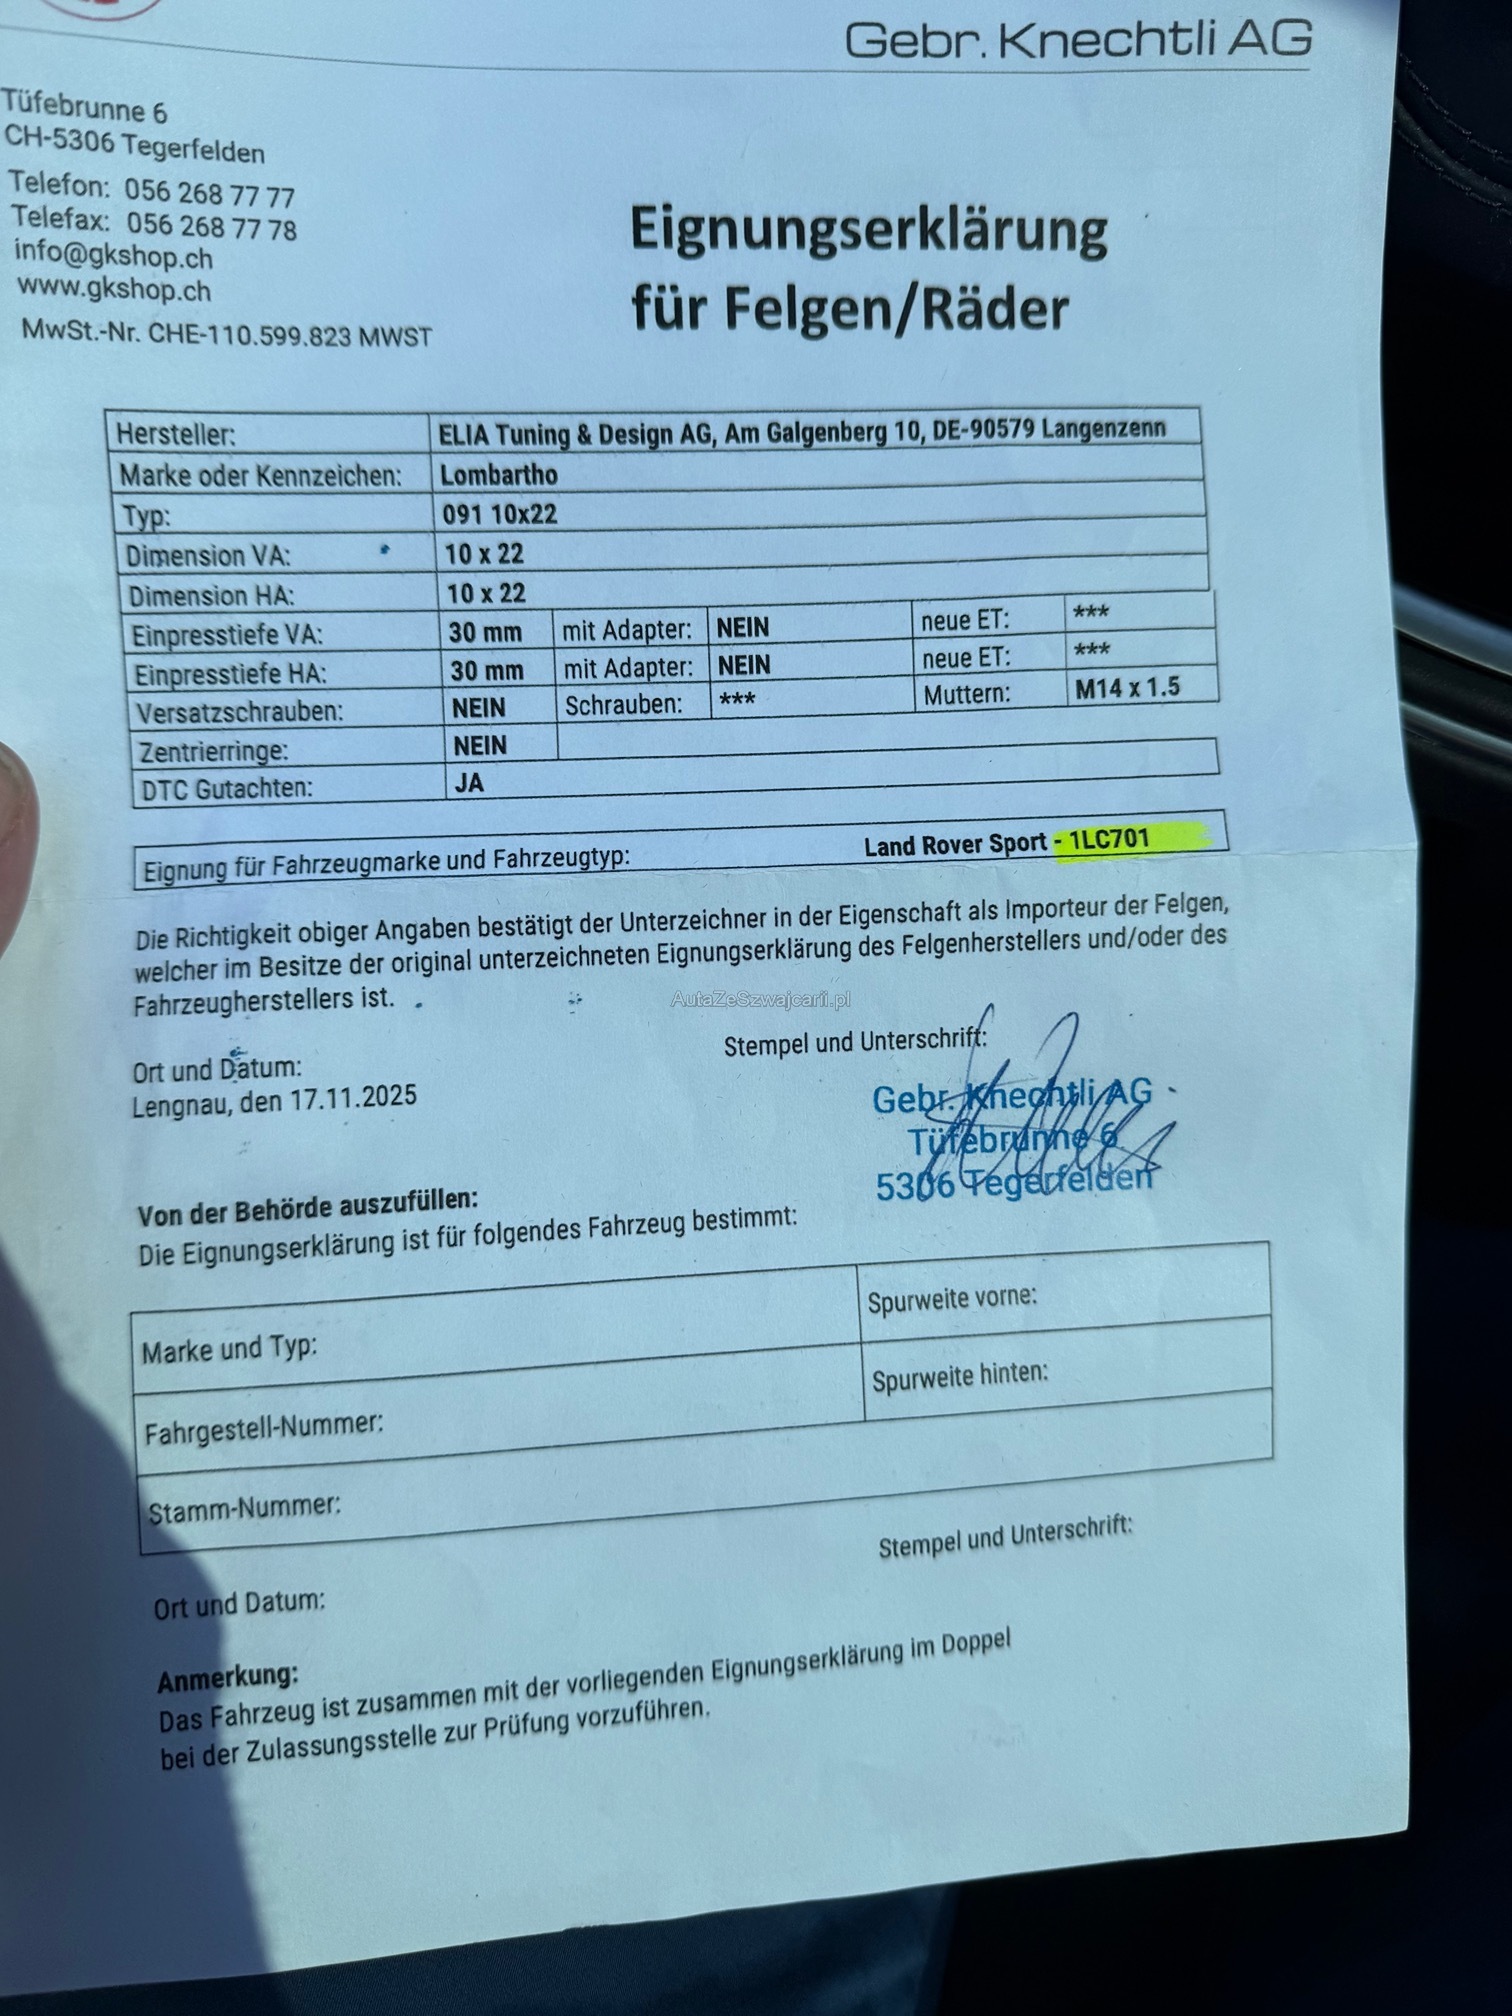 Gebr. Knechtli AG
Tüfebrunne 6
CH-5306 Tegerfelden
Telefon: 056 268 77 77
Telefax: 056 268 77 78
info@gkshop.ch
www.gkshop.ch
MwSt.-Nr. CHE-110.599.823 MWST
Eignungserklärung
für Felgen/Räder
Hersteller: ELIA Tuning & Design AG, Am Galgenberg 10, DE-90579 Langenzenn
Marke oder Kennzeichen: Lombartho
Typ: 091 10x22
Dimension VA: 10 x 22
Dimension HA: 10 x 22
Einpresstiefe VA: 30 mm mit Adapter: NEIN neue ET: ***
Einpresstiefe HA: 30 mm mit Adapter: NEIN neue ET: ***
Versatzschrauben: NEIN Schrauben: *** Muttern: M14 x 1.5
Zentrierringe: NEIN
DTC Gutachten: JA
Eignung für Fahrzeugmarke und Fahrzeugtyp: Land Rover Sport - 1LC701
Die Richtigkeit obiger Angaben bestätigt der Unterzeichner in der Eigenschaft als Importeur der Felgen,
welcher im Besitze der original unterzeichneten Eignungserklärung des Felgenherstellers und/oder des
Fahrzeugherstellers ist.
AutaZeSzwajcarii.pl
Stempel und Unterschrift:
Ort und Datum:
Lengnau, den 17.11.2025
Gebr. Knechtli AG
Tüfebrunne 6
5306 Tegerfelden
Von der Behörde auszufüllen:
Die Eignungserklärung ist für folgendes Fahrzeug bestimmt:
Marke und Typ: Spurweite vorne:
Spurweite hinten:
Fahrgestell-Nummer:
Stamm-Nummer:
Stempel und Unterschrift:
Ort und Datum:
Anmerkung:
Das Fahrzeug ist zusammen mit der vorliegenden Eignungserklärung im Doppel
bei der Zulassungsstelle zur Prüfung vorzuführen.